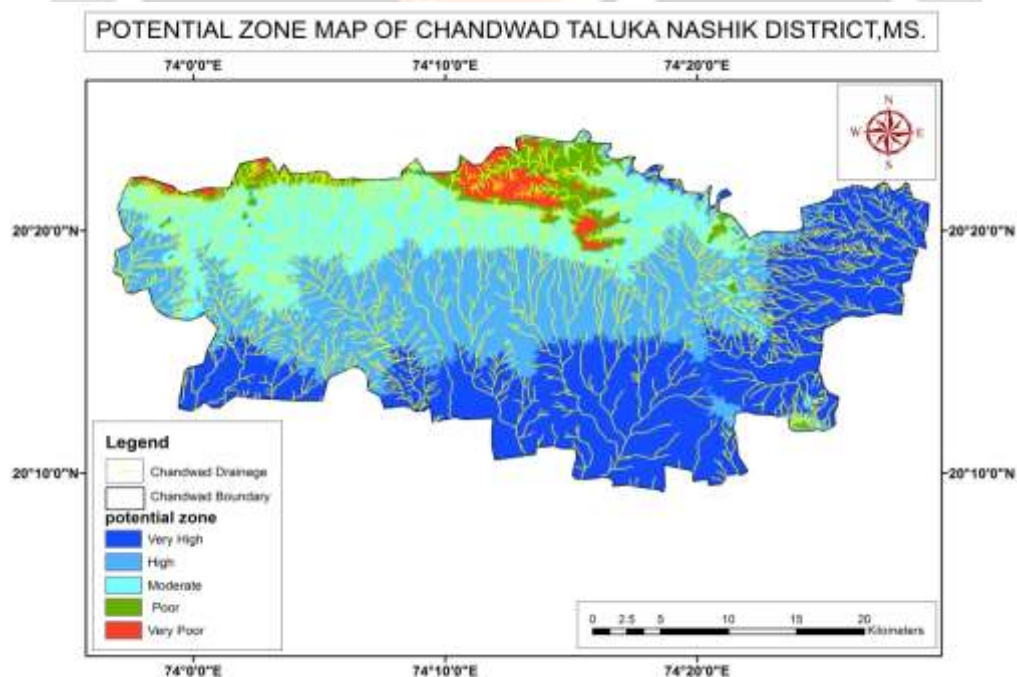 POTENTIAL ZONE MAP OF CHANDWAD TALUKA NASHIK DISTRICT,MS.
74°0'0"E 74°10'0"E 74°20'0"E
N
W E
S
20°20'0"N 20°20'0"N
20°10'0"N 20°10'0"N
Legend
Chandwad Drainage
Chandwad Boundary
potential zone
Very High
High
Moderate
Poor
Very Poor
0 2.5 5 10 15 20
Kilometers
74°0'0"E 74°10'0"E 74°20'0"E